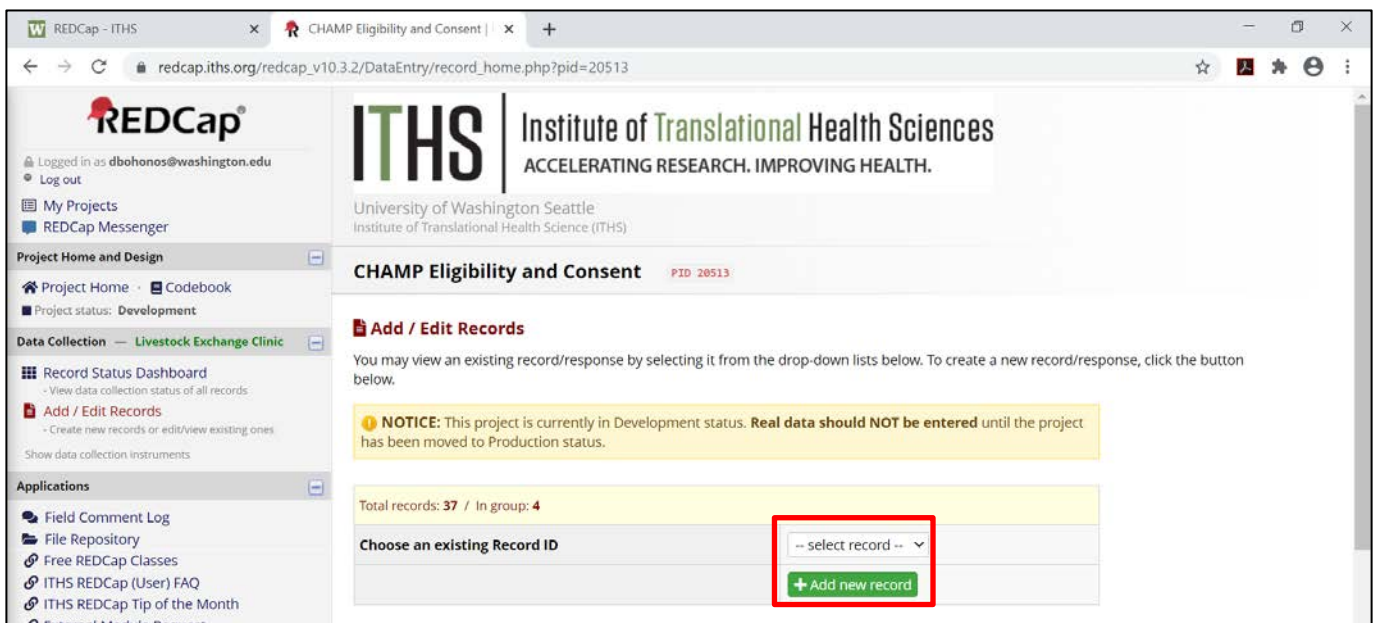 REDCap - ITHS
CHAMP Eligibility and Consent |
redcap.iths.org/redcap_v10.3.2/DataEntry/record_home.php?pid=20513
REDCap®
Logged in as dbohonos@washington.edu
Log out
My Projects
REDCap Messenger
Project Home and Design
Project Home · Codebook
Project status: Development
Data Collection — Livestock Exchange Clinic
Record Status Dashboard
- View data collection status of all records
Add / Edit Records
- Create new records or edit/view existing ones
Show data collection instruments
Applications
Field Comment Log
File Repository
Free REDCap Classes
ITHS REDCap (User) FAQ
ITHS REDCap Tip of the Month
External Module Request
ITHS
Institute of Translational Health Sciences
ACCELERATING RESEARCH. IMPROVING HEALTH.
University of Washington Seattle
Institute of Translational Health Science (ITHS)
CHAMP Eligibility and Consent PID 20513
Add / Edit Records
You may view an existing record/response by selecting it from the drop-down lists below. To create a new record/response, click the button
below.
NOTICE: This project is currently in Development status. Real data should NOT be entered until the project
has been moved to Production status.
Total records: 37 / In group: 4
Choose an existing Record ID
-- select record --
+ Add new record